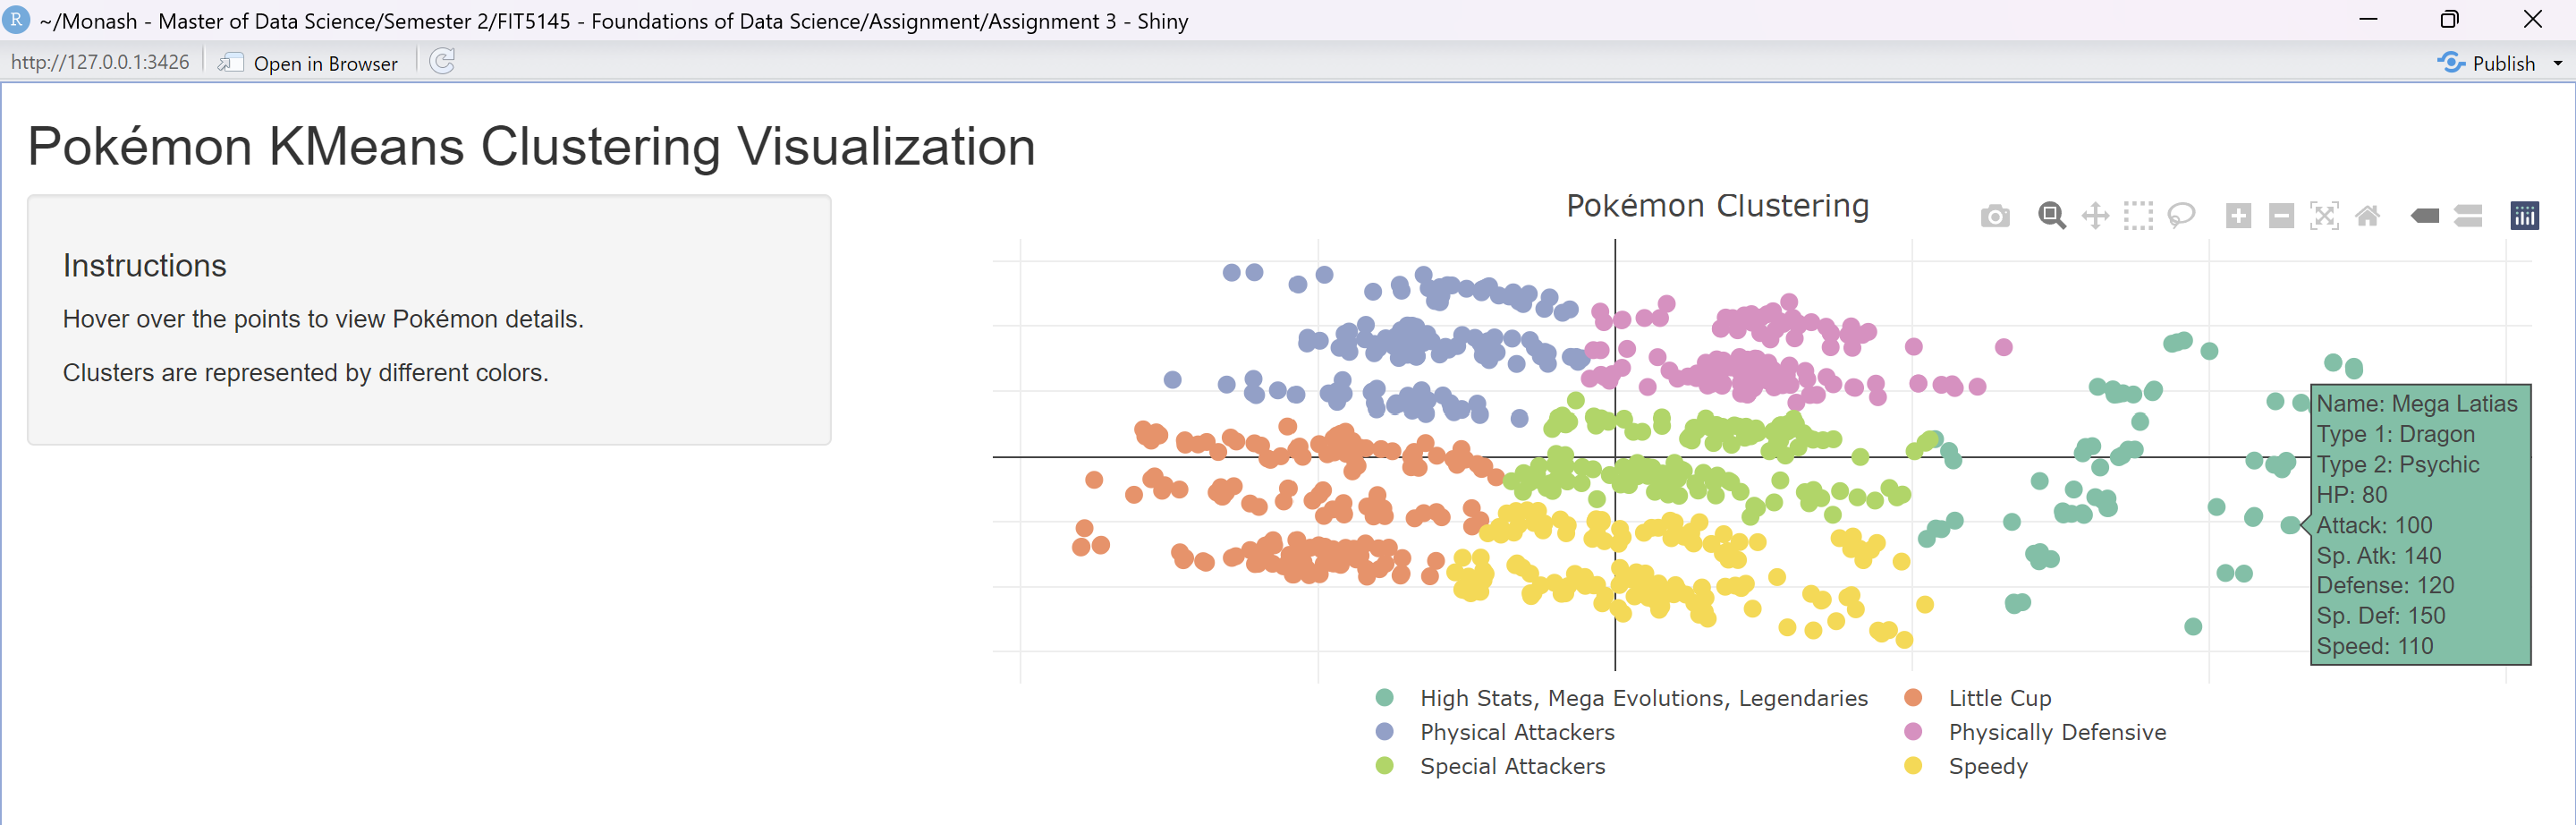 ~/Monash - Master of Data Science/Semester 2/FIT5145 - Foundations of Data Science/Assignment/Assignment 3 - Shiny
http://127.0.0.1:3426 Open in Browser Publish
Pokémon KMeans Clustering Visualization
Instructions
Hover over the points to view Pokémon details.
Clusters are represented by different colors.
Pokémon Clustering
Name: Mega Latias
Type 1: Dragon
Type 2: Psychic
HP: 80
Attack: 100
Sp. Atk: 140
Defense: 120
Sp. Def: 150
Speed: 110
High Stats, Mega Evolutions, Legendaries
Little Cup
Physical Attackers
Physically Defensive
Special Attackers
Speedy